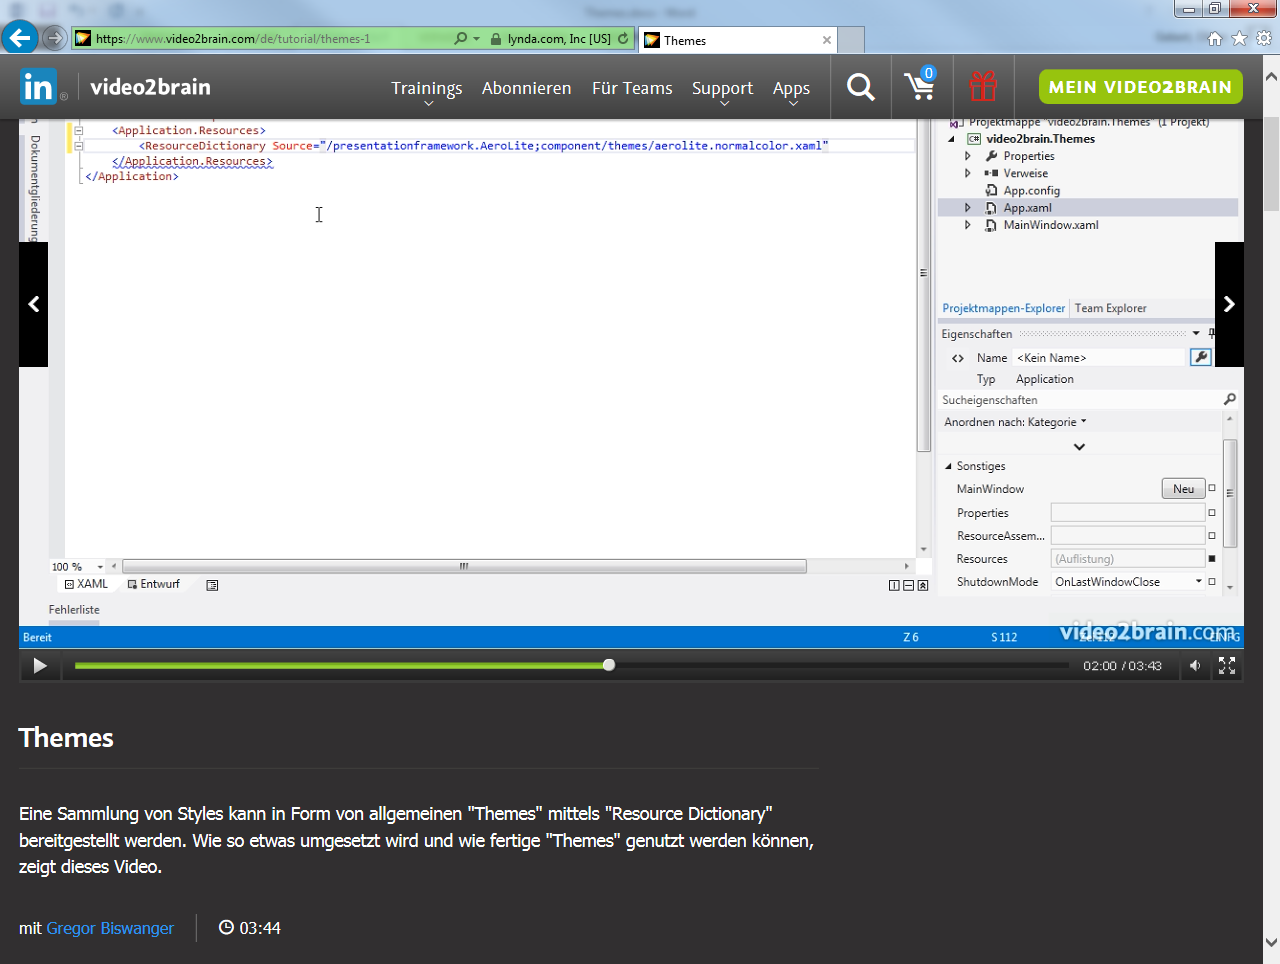 https://www.video2brain.com/de/tutorial/themes-1
lynda.com, Inc [US]
Themes
in
video2brain
Trainings
Abonnieren
Für Teams
Support
Apps
0
MEIN VIDEO2BRAIN
Dokumentgliederung
<Application.Resources>
<ResourceDictionary Source="/presentationframework.AeroLite;component/themes/aerolite.normalcolor.xaml"
</Application.Resources>
</Application>
Projektmappe "video2brain.Themes" (1 Projekt)
video2brain.Themes
Properties
Verweise
App.config
App.xaml
MainWindow.xaml
Projektmappen-Explorer
Team Explorer
Eigenschaften
Name <Kein Name>
Typ Application
Sucheigenschaften
Anordnen nach: Kategorie
Sonstiges
MainWindow Neu
Properties
ResourceAssem...
Resources (Auflistung)
ShutdownMode OnLastWindowClose
100 %
XAML
Entwurf
Fehlerliste
Bereit
Z 6
S 112
video2brain.com
02:00 / 03:43
Themes
Eine Sammlung von Styles kann in Form von allgemeinen "Themes" mittels "Resource Dictionary"
bereitgestellt werden. Wie so etwas umgesetzt wird und wie fertige "Themes" genutzt werden können,
zeigt dieses Video.
mit Gregor Biswanger
03:44